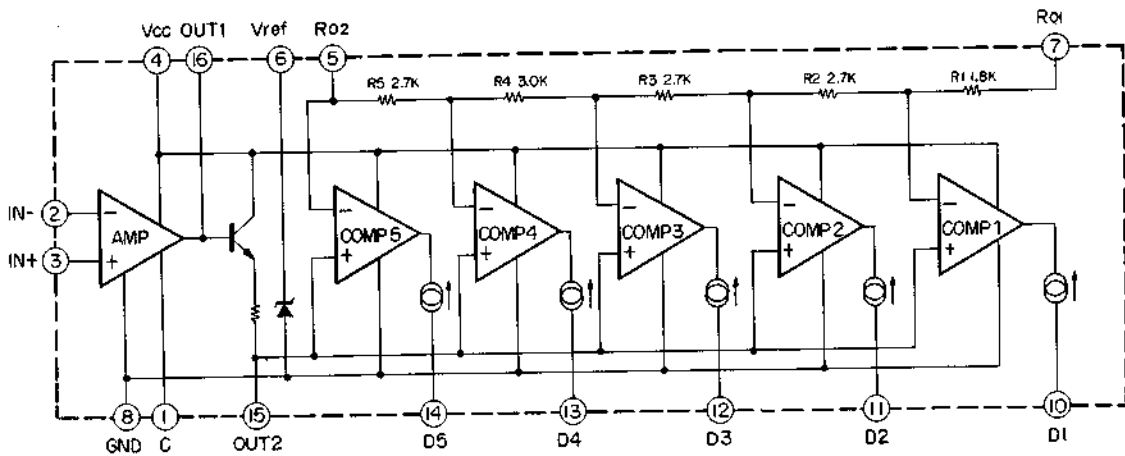 Vcc OUT1 Vref RO2 RO1
4 16 6 5 7
R5 2.7K R4 3.0K R3 2.7K R2 2.7K R1 1.8K
IN- 2 - AMP
IN+ 3 +
- COMP5 +
- COMP4 +
- COMP3 +
- COMP2 +
- COMP1 +
8 1 15 14 13 12 11 10
GND C OUT2 D5 D4 D3 D2 D1